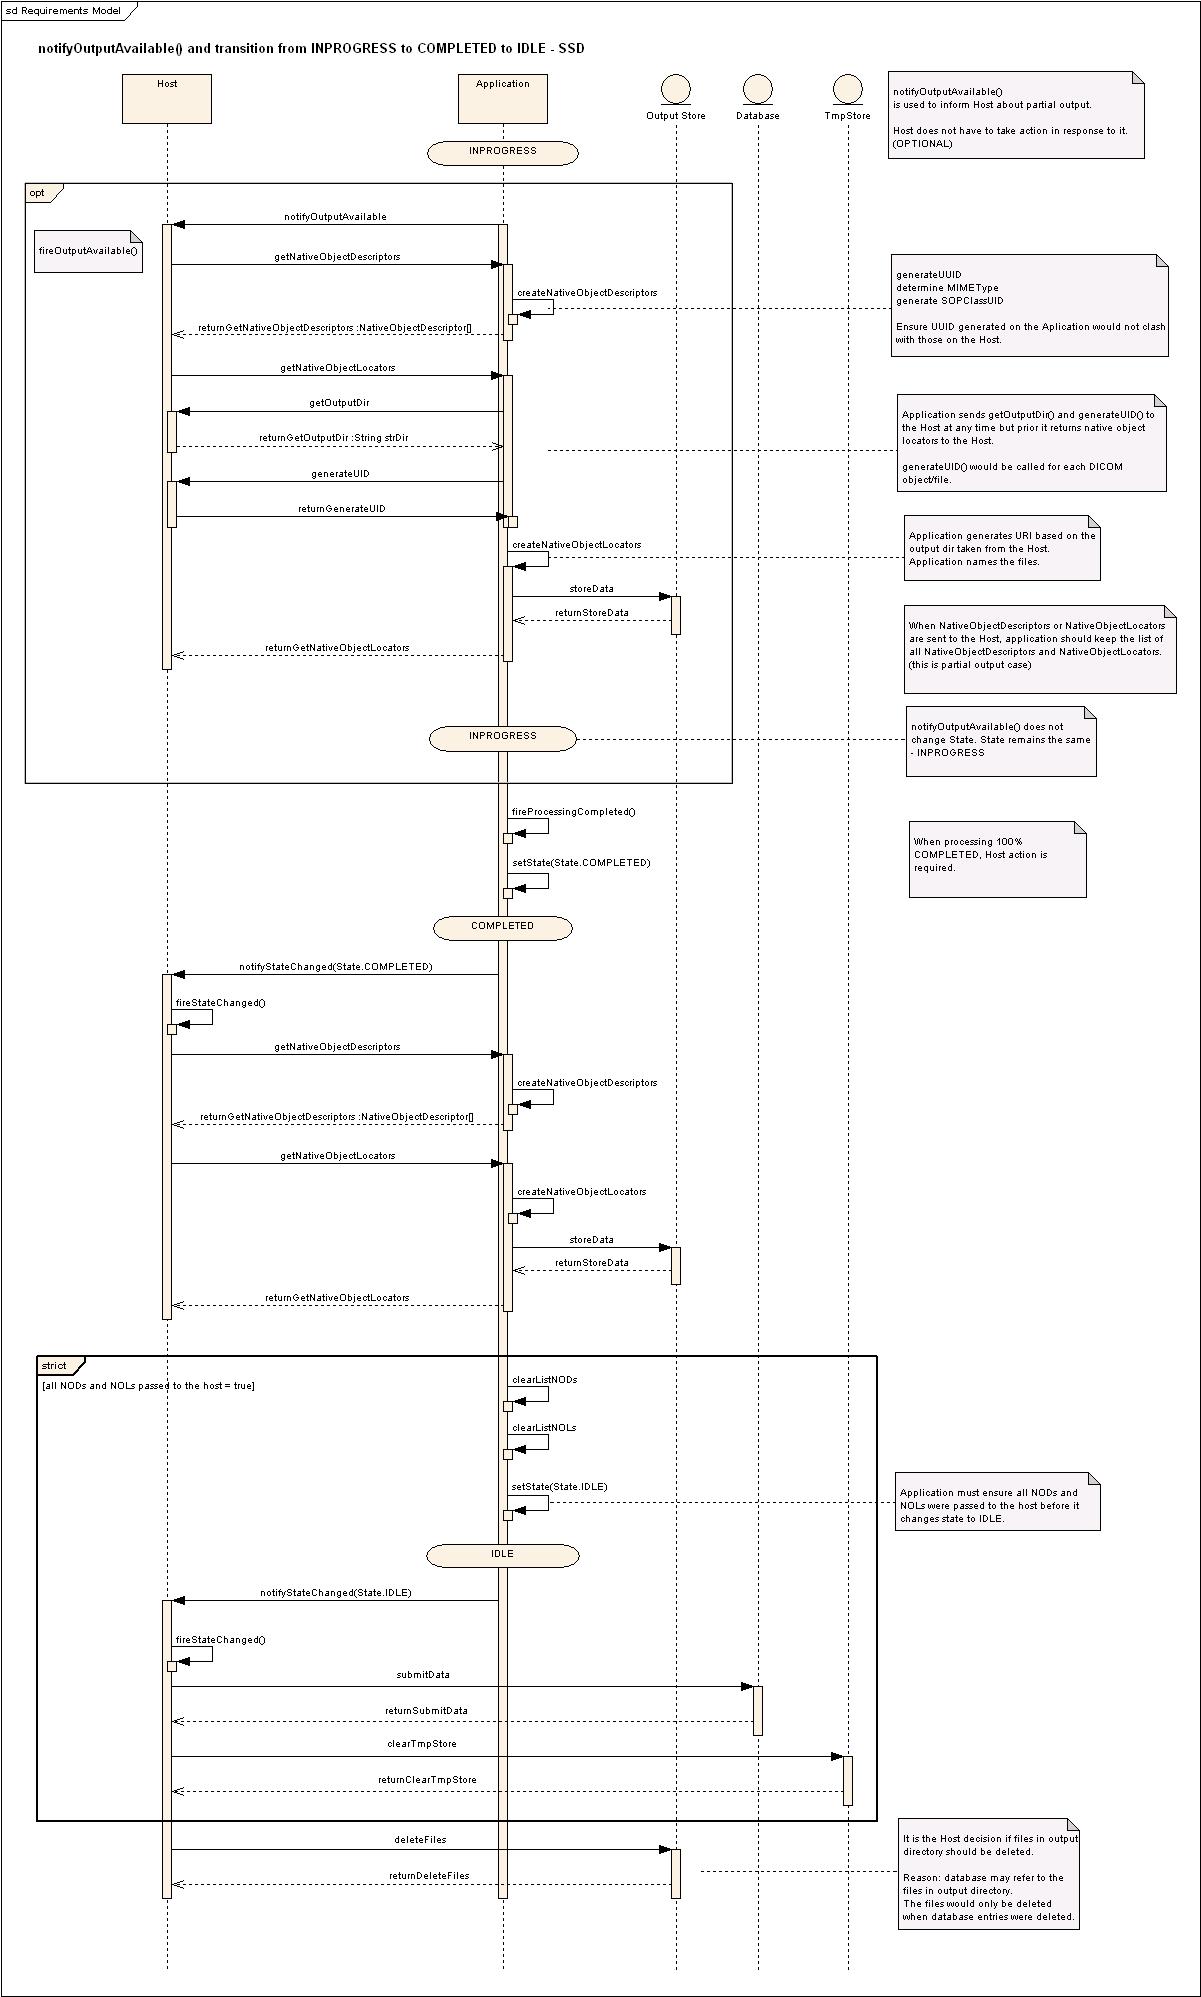 sd Requirements Model
notifyOutputAvailable() and transition from INPROGRESS to COMPLETED to IDLE - SSD
Host
Application
Output Store
Database
TmpStore
notifyOutputAvailable()
is used to inform Host about partial output.
Host does not have to take action in response to it.
(OPTIONAL)
INPROGRESS
opt
notifyOutputAvailable
fireOutputAvailable()
getNativeObjectDescriptors
createNativeObjectDescriptors
generateUUID
determine MIMEType
generate SOPClassUID
Ensure UUID generated on the Aplication would not clash
with those on the Host.
returnGetNativeObjectDescriptors :NativeObjectDescriptor[]
getNativeObjectLocators
getOutputDir
returnGetOutputDir :String strDir
Application sends getOutputDir() and generateUID() to
the Host at any time but prior it returns native object
locators to the Host.
generateUID() would be called for each DICOM
object/file.
generateUID
returnGenerateUID
createNativeObjectLocators
Application generates URI based on the
output dir taken from the Host.
Application names the files.
storeData
returnStoreData
returnGetNativeObjectLocators
When NativeObjectDescriptors or NativeObjectLocators
are sent to the Host, application should keep the list of
all NativeObjectDescriptors and NativeObjectLocators.
(this is partial output case)
INPROGRESS
notifyOutputAvailable() does not
change State. State remains the same
- INPROGRESS
fireProcessingCompleted()
setState(State.COMPLETED)
When processing 100%
COMPLETED, Host action is
required.
COMPLETED
notifyStateChanged(State.COMPLETED)
fireStateChanged()
getNativeObjectDescriptors
createNativeObjectDescriptors
returnGetNativeObjectDescriptors :NativeObjectDescriptor[]
getNativeObjectLocators
createNativeObjectLocators
storeData
returnStoreData
returnGetNativeObjectLocators
strict
[all NODs and NOLs passed to the host = true]
clearListNODs
clearListNOLs
setState(State.IDLE)
Application must ensure all NODs and
NOLs were passed to the host before it
changes state to IDLE.
IDLE
notifyStateChanged(State.IDLE)
fireStateChanged()
submitData
returnSubmitData
clearTmpStore
returnClearTmpStore
deleteFiles
returnDeleteFiles
It is the Host decision if files in output
directory should be deleted.
Reason: database may refer to the
files in output directory.
The files would only be deleted
when database entries were deleted.